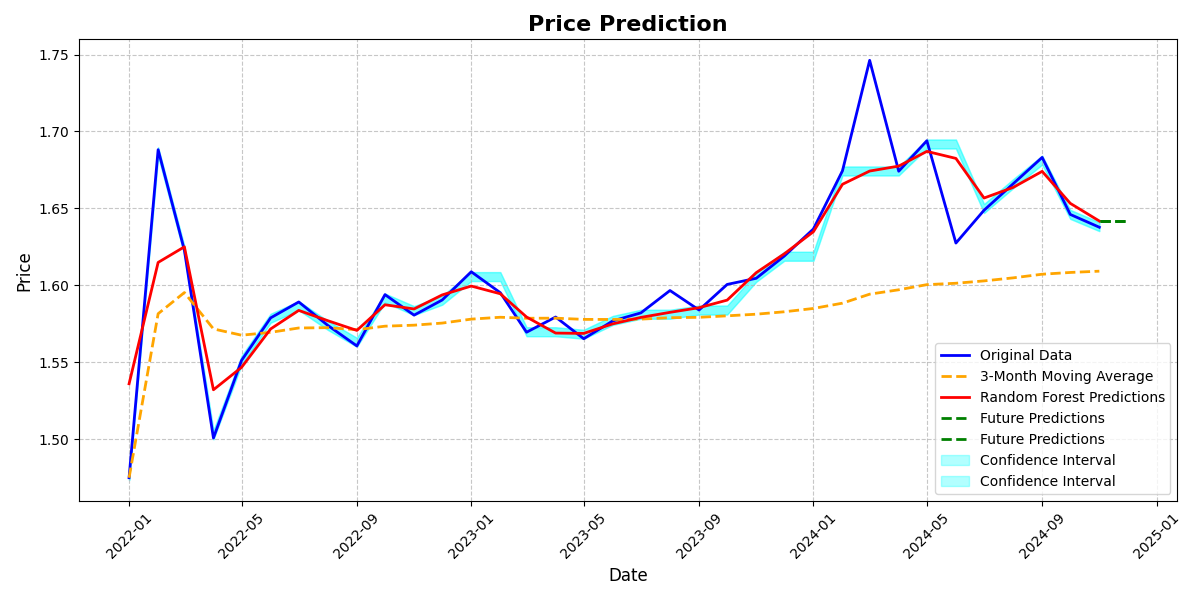 Price Prediction
Price
1.75
1.70
1.65
1.60
1.55
1.50
Original Data
3-Month Moving Average
Random Forest Predictions
Future Predictions
Future Predictions
Confidence Interval
Confidence Interval
2022-01
2022-05
2022-09
2023-01
2023-05
2023-09
2024-01
2024-05
2024-09
2025-01
Date